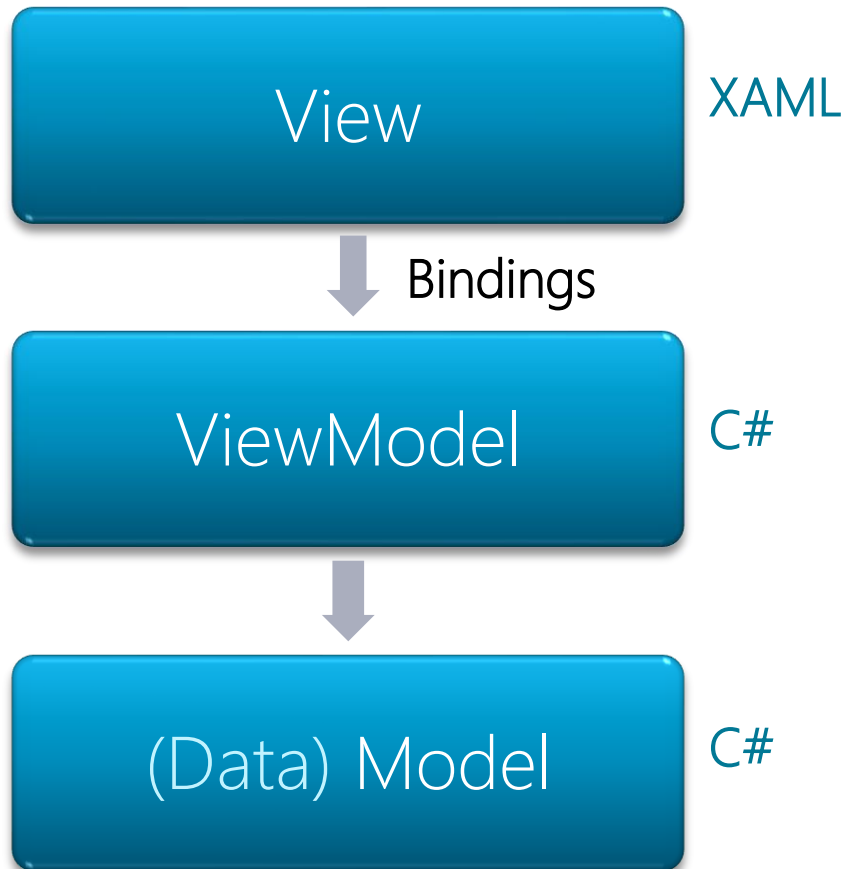 View
XAML
Bindings
ViewModel
C#
(Data) Model
C#